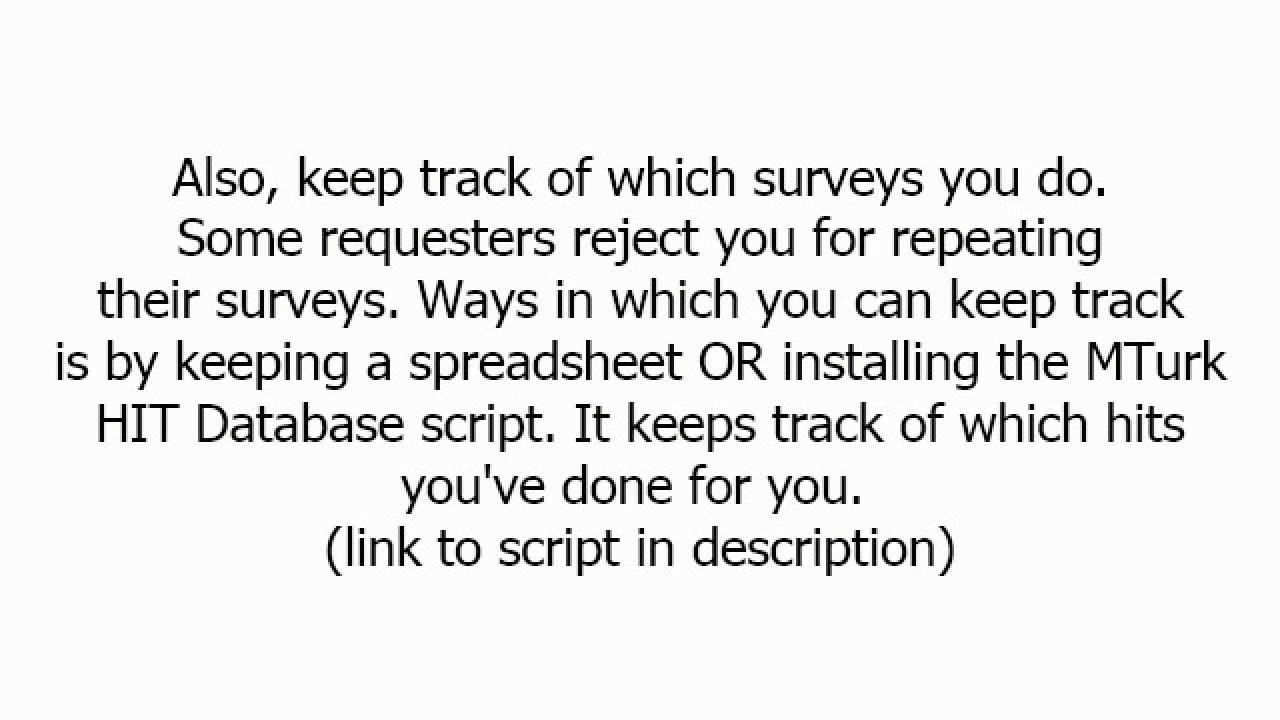 Also, keep track of which surveys you do.
Some requesters reject you for repeating
their surveys. Ways in which you can keep track
is by keeping a spreadsheet OR installing the MTurk
HIT Database script. It keeps track of which hits
you've done for you.
(link to script in description)